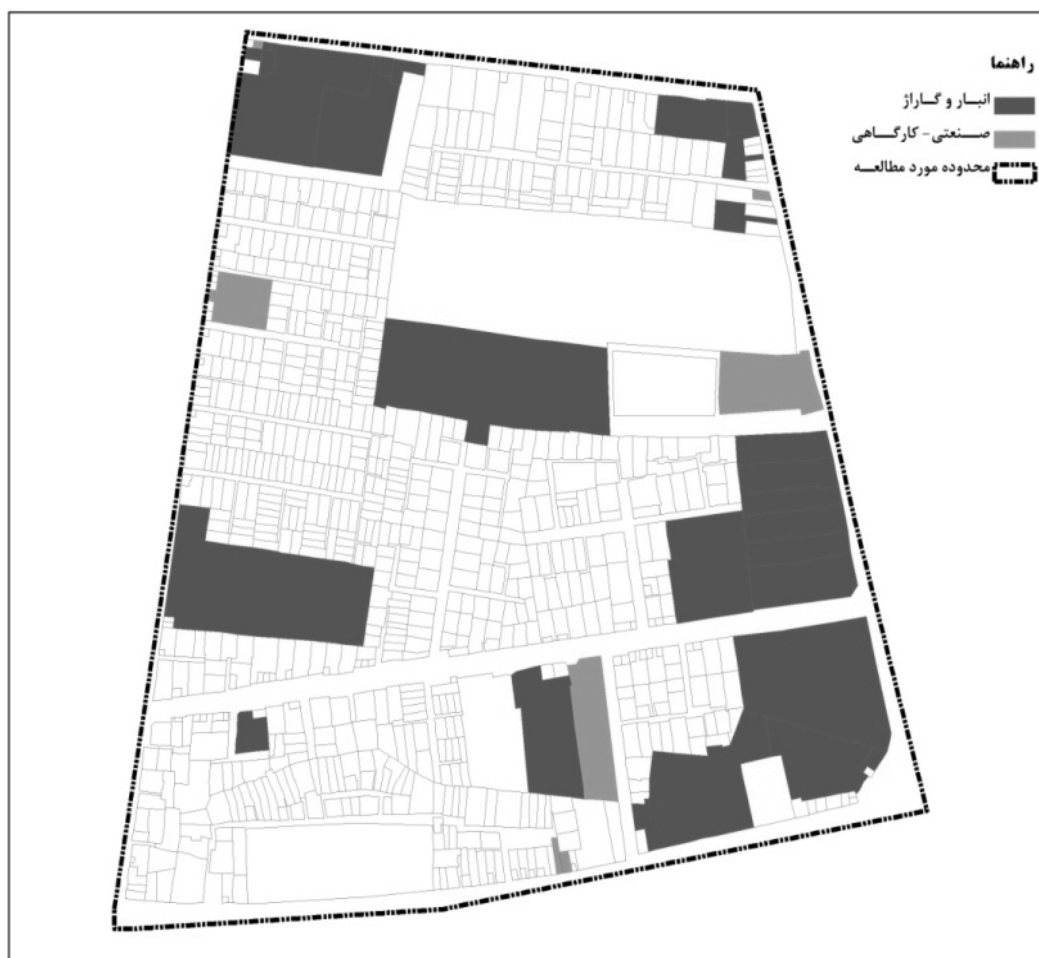 راهنما
انبار و گاراژ
صنعتی- کارگاهی
محدوده مورد مطالعه